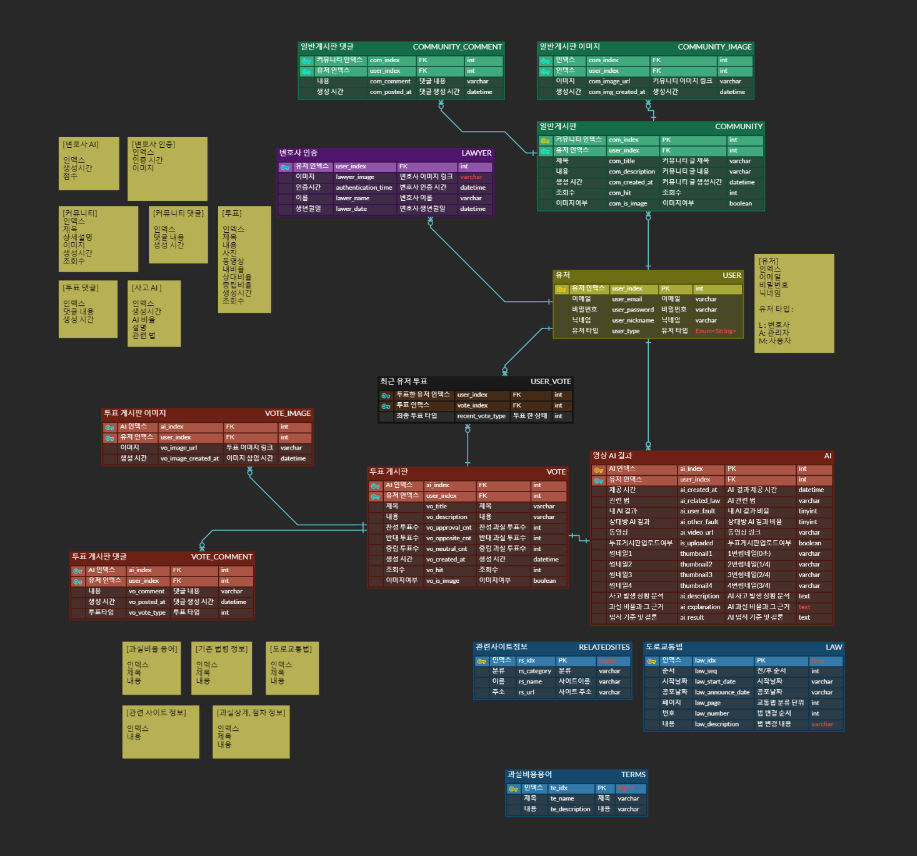 일반게시판 댓글 COMMUNITY_COMMENT
커뮤니티 인덱스 com_index FK int
유저 인덱스 user_index FK int
내용 com_comment 댓글 내용 varchar
생성 시간 com_posted_at 댓글 생성 시간 datetime
일반게시판 이미지 COMMUNITY_IMAGE
인덱스 com_index FK int
인덱스 user_index FK int
이미지 com_image_url 커뮤니티 이미지 링크 varchar
생성시간 com_img_created_at 생성시간 datetime
일반게시판 COMMUNITY
커뮤니티 인덱스 com_index PK int
유저 인덱스 user_index FK int
제목 com_title 커뮤니티 글 제목 varchar
내용 com_description 커뮤니티 글 내용 varchar
생성 시간 com_created_at 커뮤니티 글 생성시간 datetime
조회수 com_hit 조회수 int
이미지여부 com_is_image 이미지여부 boolean
변호사 인증 LAWYER
유저 인덱스 user_index FK int
이미지 lawyer_image 변호사 이미지 링크 varchar
인증시간 authentication_time 변호사 인증 시간 datetime
이름 lawer_name 변호사 이름 varchar
생년월일 lawer_date 변호사 생년월일 datetime
[변호사 AI]
인덱스
생성시간
점수
[변호사 인증]
인덱스
인증 시간
이미지
[커뮤니티]
인덱스
제목
상세설명
이미지
생성시간
조회수
[커뮤니티 댓글]
인덱스
댓글 내용
생성 시간
[투표]
인덱스
제목
내용
사진
동영상
내비율
상대비율
중립비율
생성시간
조회수
[투표 댓글]
인덱스
댓글 내용
생성 시간
[사고 AI ]
인덱스
생성시간
AI 비율
설명
관련 법
유저 USER
유저 인덱스 user_index PK int
이메일 user_email 이메일 varchar
비밀번호 user_password 비밀번호 varchar
닉네임 user_nickname 닉네임 varchar
유저 타입 user_type 유저 타입 Enum<String>
[유저]
인덱스
이메일
비밀번호
닉네임
유저 타입 :
L : 변호사
A: 관리자
M: 사용자
최근 유저 투표 USER_VOTE
투표한 유저 인덱스 user_index FK int
투표 인덱스 vote_index FK int
최종 투표 타입 recent_vote_type 투표 한 상태 int
투표 게시판 이미지 VOTE_IMAGE
AI 인덱스 ai_index FK int
유저 인덱스 user_index FK int
이미지 vo_image_url 투표 이미지 링크 varchar
생성 시간 vo_image_created_at 이미지 삽입 시간 datetime
투표 게시판 VOTE
AI 인덱스 ai_index FK int
유저 인덱스 user_index FK int
제목 vo_title 제목 varchar
내용 vo_description 내용 varchar
찬성 투표수 vo_approval_cnt 찬성 과실 투표수 int
반대 투표수 vo_opposite_cnt 반대 과실 투표수 int
중립 투표수 vo_neutral_cnt 중립 과실 투표수 int
생성 시간 vo_created_at 생성 시간 datetime
조회수 vo_hit 조회수 int
이미지여부 vo_is_image 이미지여부 boolean
영상 AI 결과 AI
AI 인덱스 ai_index PK int
유저 인덱스 user_index FK int
제공 시간 ai_created_at AI 결과 제공 시간 datetime
관련 법 ai_related_law AI 관련 법 varchar
내 AI 결과 ai_user_fault 내 AI 결과 비율 tinyint
상대방 AI 결과 ai_other_fault 상대방 AI 결과 비율 tinyint
동영상 ai_video_url 동영상 링크 varchar
투표게시판업로드여부 is_uploaded 투표게시판업로드여부 boolean
썸네일1 thumbnail1 1번썸네일(0초) varchar
썸네일2 thumbnail2 2번썸네일(1/4) varchar
썸네일3 thumbnail3 3번썸네일(2/4) varchar
썸네일4 thumbnail4 4번썸네일(3/4) varchar
사고 발생 상황 분석 ai_description AI 사고 발생 상황 분석 text
과실 비율과 그 근거 ai_explanation AI 과실 비율과 그 근거 text
법적 기준 및 결론 ai_result AI 법적 기준 및 결론 text
투표 게시판 댓글 VOTE_COMMENT
AI 인덱스 ai_index FK int
유저 인덱스 user_index FK int
내용 vo_comment 댓글 내용 varchar
생성 시간 vo_posted_at 댓글 생성 시간 datetime
투표타입 vo_vote_type 투표 타입 int
[과실비율 용어]
인덱스
제목
내용
[기존 법령 정보]
인덱스
제목
내용
[도로교통법]
인덱스
제목
내용
[관련 사이트 정보]
인덱스
내용
[과실상계, 절차 정보]
인덱스
제목
내용
관련사이트정보 RELATEDSITES
인덱스 rs_idx PK
분류 rs_category 분류 varchar
이름 rs_name 사이트이름 varchar
주소 rs_url 사이트 주소 varchar
도로교통법 LAW
인덱스 law_idx PK
순서 law_seq 전/후 순서 int
시작날짜 law_start_date 시작날짜 varchar
공포날짜 law_announce_date 공포날짜 varchar
페이지 law_page 교통법 분류 단위 int
번호 law_number 법 변경 순서 int
내용 law_description 법 변경 내용 varchar
과실비용용어 TERMS
인덱스 te_idx PK
제목 te_name 제목 varchar
내용 te_description 내용 varchar